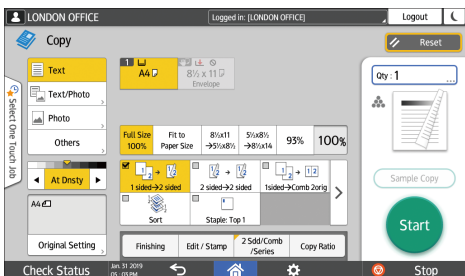 LONDON OFFICE
Logged in: [LONDON OFFICE]
Logout
Copy
Reset
Select One Touch Job
Text
Text/Photo
Photo
Others
At Dnsty
A4
Original Setting
1
A4
8½ x 11
Envelope
Full Size
100%
Fit to
Paper Size
8½x11
→5½x8½
5½x8½
→8½x14
93%
100%
1 sided→2 sided
2 sided→2 sided
1sided→Comb 2orig
Sort
Staple: Top 1
Finishing
Edit / Stamp
2 Sdd/Comb
/Series
Copy Ratio
Qty : 1
...
Sample Copy
Start
Check Status
Jan. 31 2019
05 : 03 PM
Stop